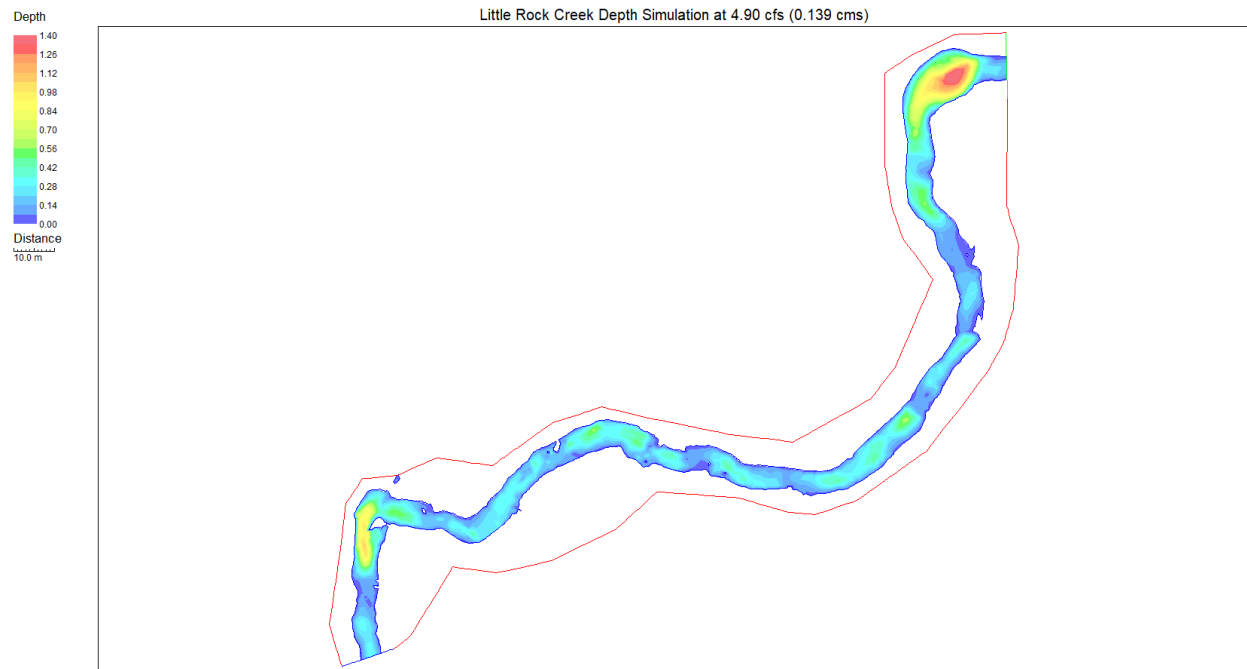 Little Rock Creek Depth Simulation at 4.90 cfs (0.139 cms)
Depth
1.40
1.26
1.12
0.98
0.84
0.70
0.56
0.42
0.28
0.14
0.00
Distance
10.0 m